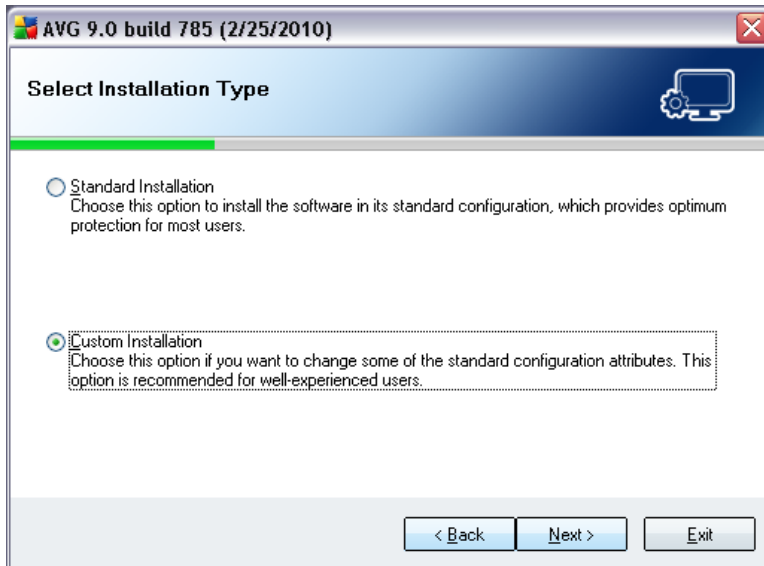 AVG 9.0 build 785 (2/25/2010)
Select Installation Type
Standard Installation
Choose this option to install the software in its standard configuration, which provides optimum
protection for most users.
Custom Installation
Choose this option if you want to change some of the standard configuration attributes. This
option is recommended for well-experienced users.
< Back
Next >
Exit